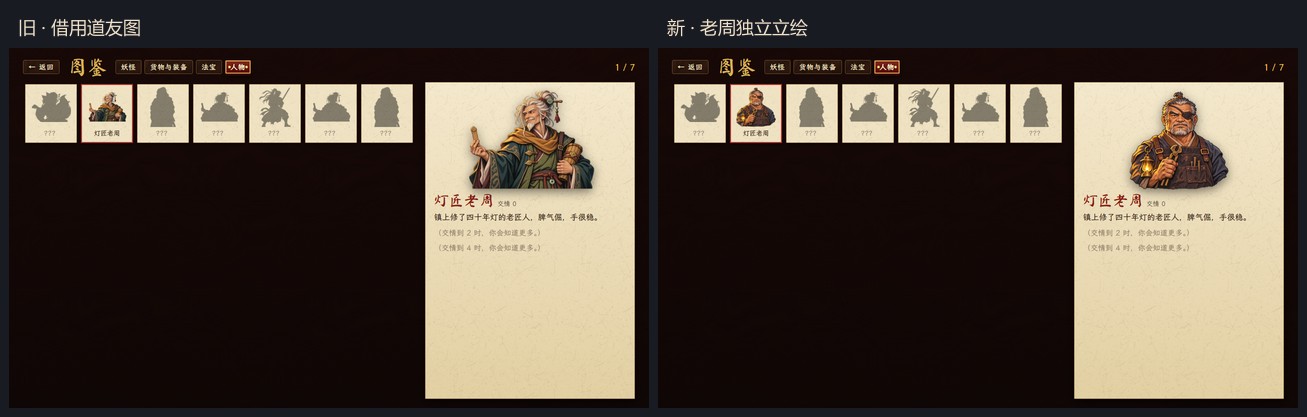 旧 · 借用道友图
← 返回 图鉴 妖怪 货物与装备 法宝 •人物• 1 / 7
??? 灯匠老周 ??? ??? ??? ??? ???
灯匠老周 交情 0
镇上修了四十年灯的老匠人，脾气倔，手很稳。
（交情到 2 时，你会知道更多。）
（交情到 4 时，你会知道更多。）
新 · 老周独立立绘
← 返回 图鉴 妖怪 货物与装备 法宝 •人物• 1 / 7
??? 灯匠老周 ??? ??? ??? ??? ???
灯匠老周 交情 0
镇上修了四十年灯的老匠人，脾气倔，手很稳。
（交情到 2 时，你会知道更多。）
（交情到 4 时，你会知道更多。）